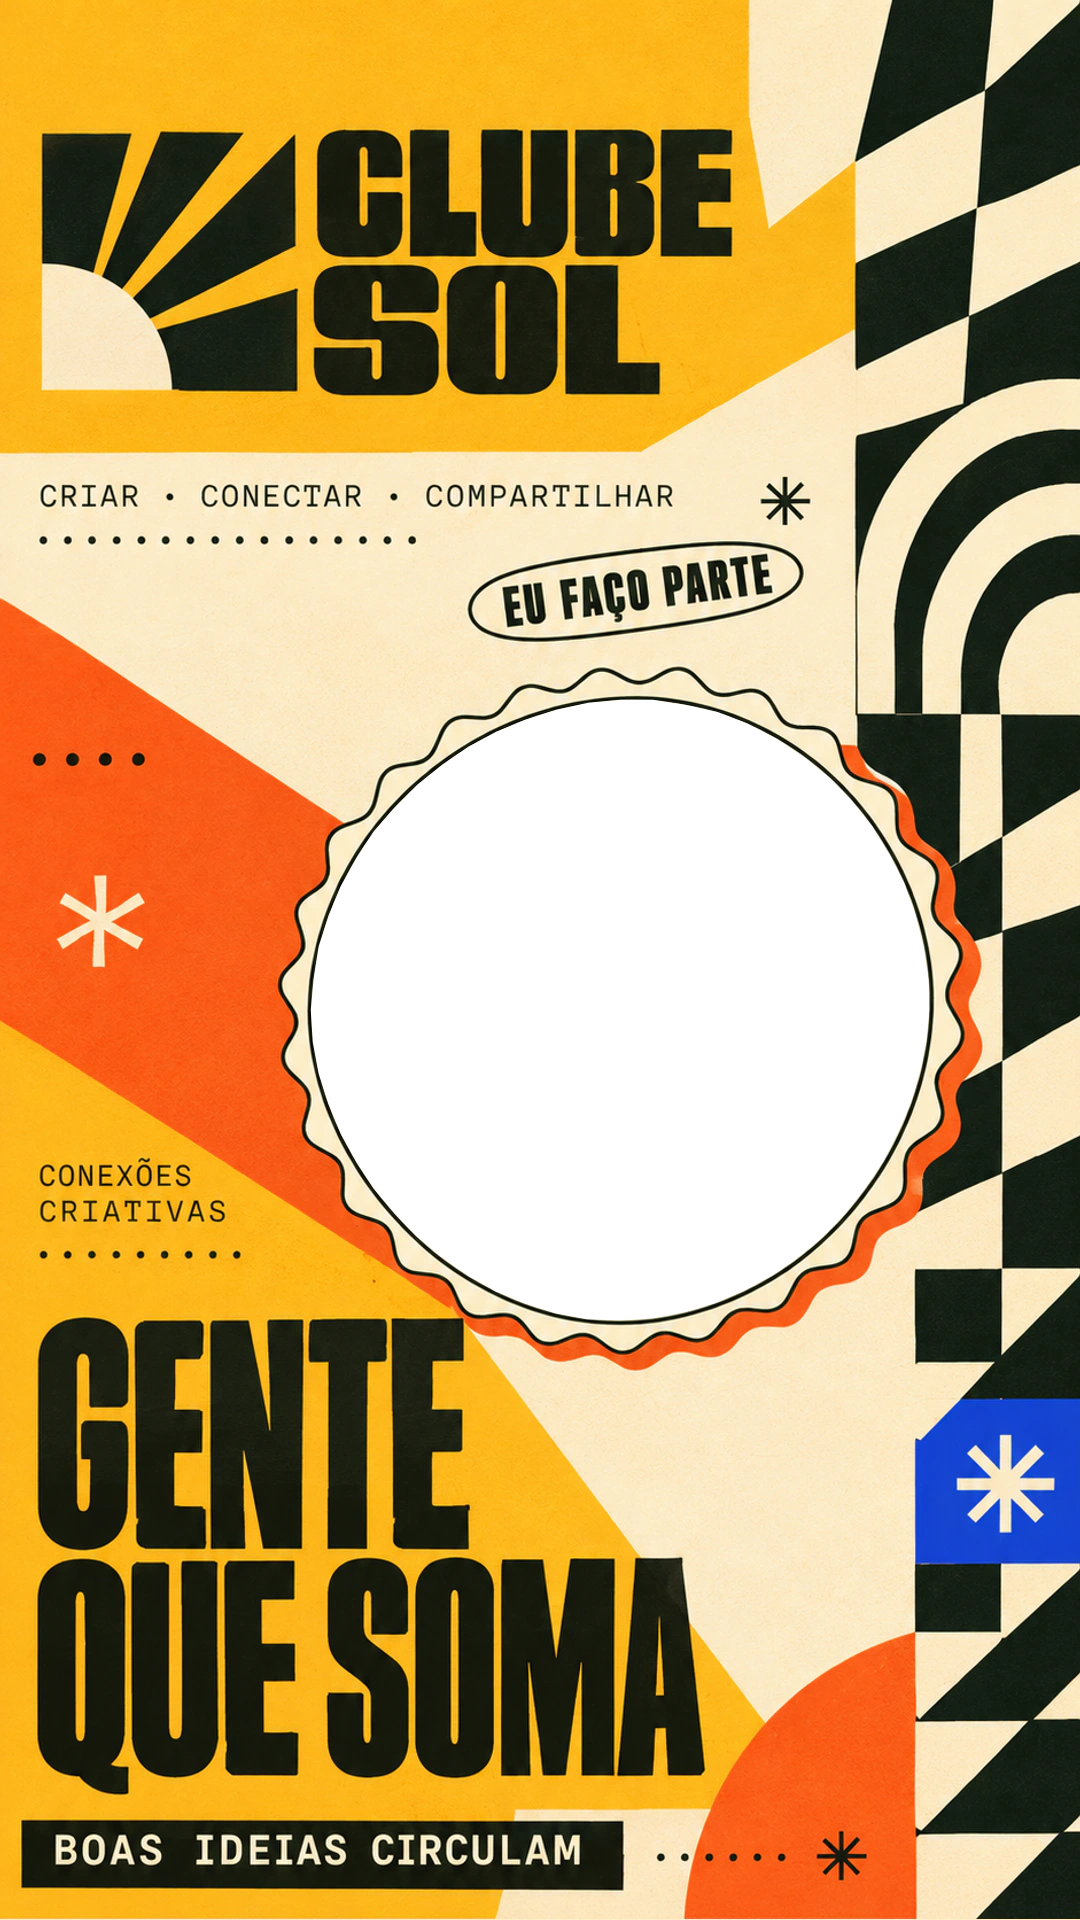 CLUBE
SOL
CRIAR • CONECTAR • COMPARTILHAR
EU FAÇO PARTE
CONEXÕES
CRIATIVAS
GENTE
QUE SOMA
BOAS IDEIAS CIRCULAM